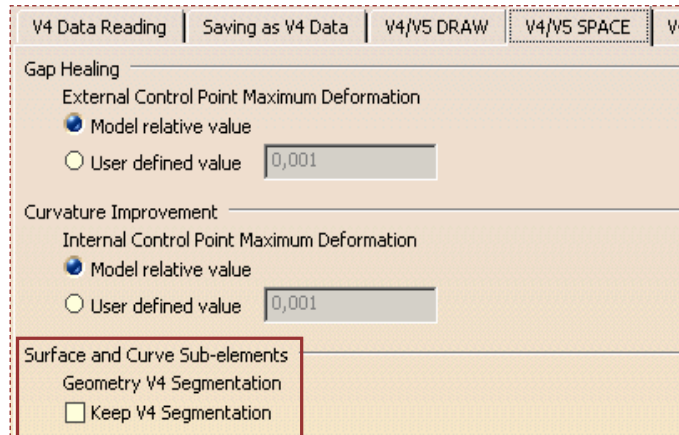 V4 Data Reading Saving as V4 Data V4/V5 DRAW V4/V5 SPACE
Gap Healing
External Control Point Maximum Deformation
Model relative value
User defined value 0,001
Curvature Improvement
Internal Control Point Maximum Deformation
Model relative value
User defined value 0,001
Surface and Curve Sub-elements
Geometry V4 Segmentation
Keep V4 Segmentation